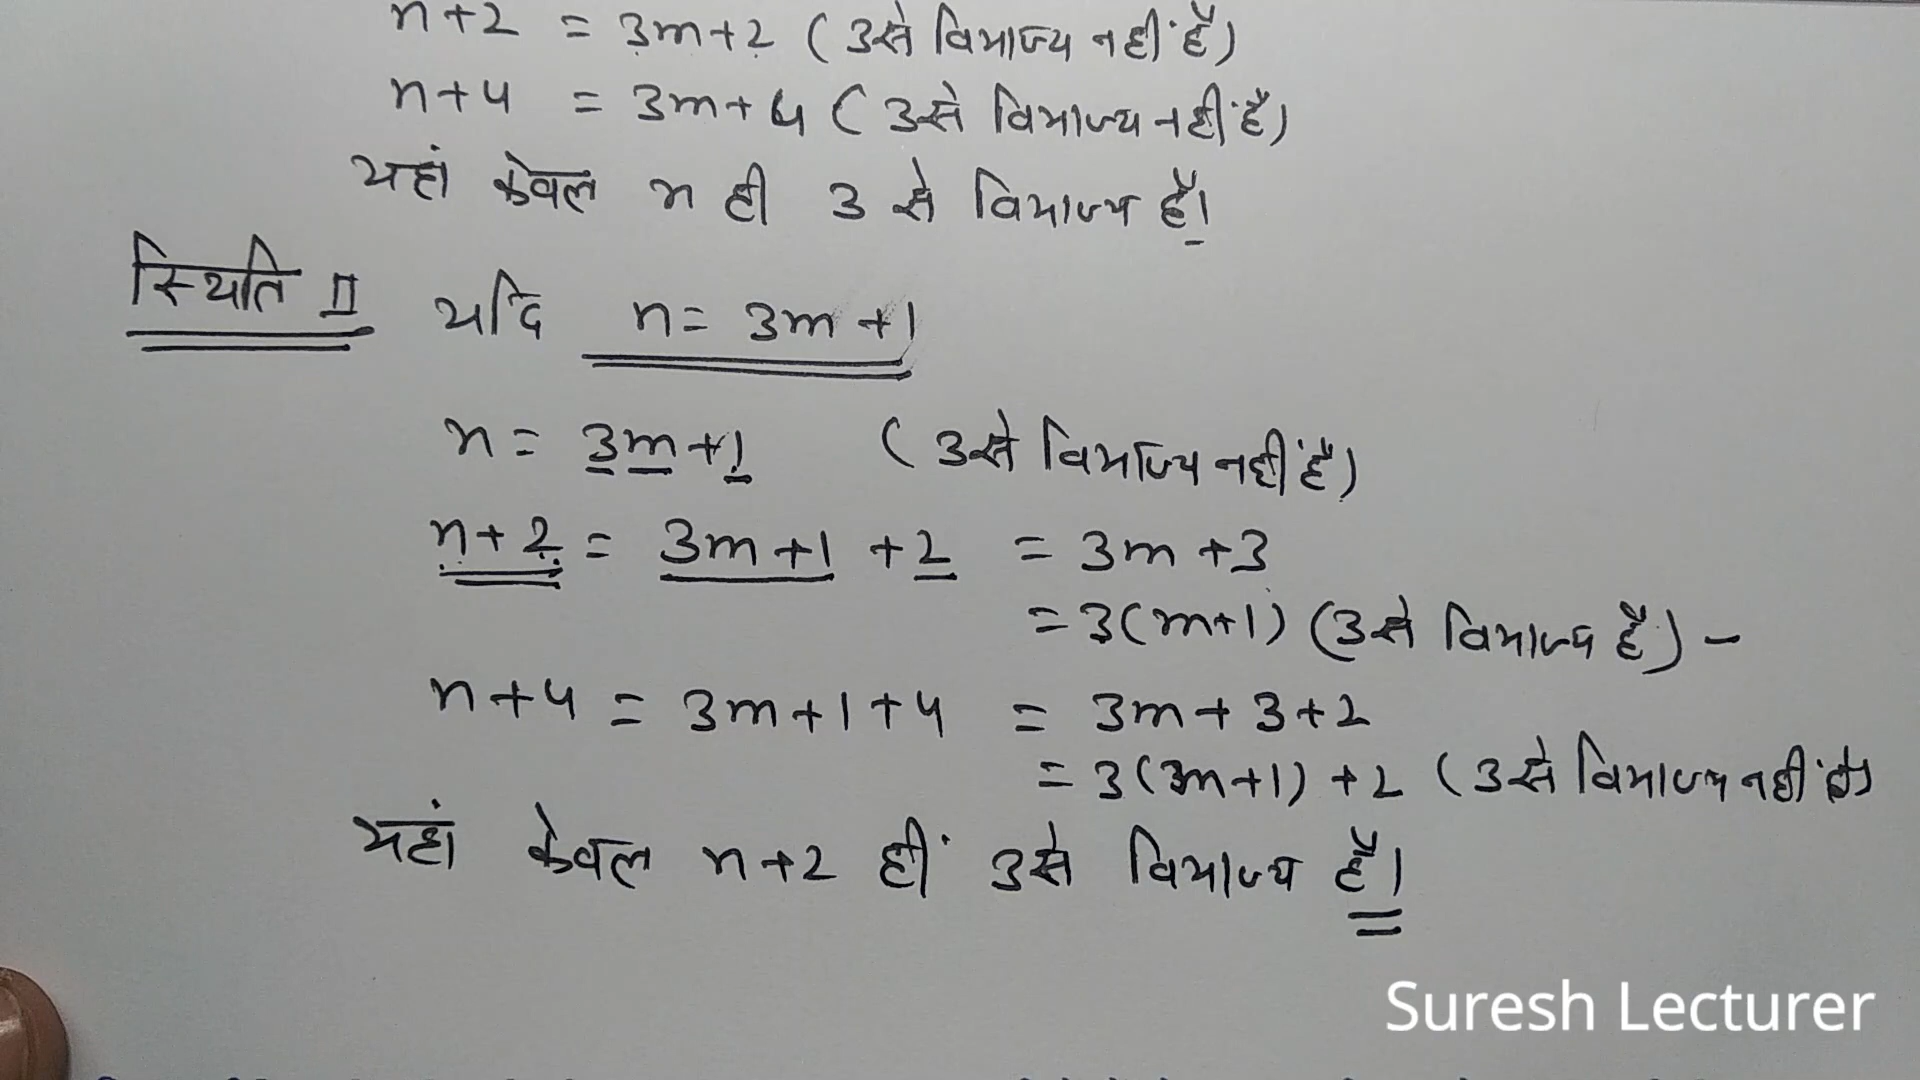 n+2 = 3m+2 (3से विभाज्य नहीं है)
n+4 = 3m+4 (3से विभाज्य नहीं है)
यहां केवल n ही 3 से विभाज्य है।
स्थिति II यदि n = 3m+1
n = 3m+1 (3से विभाज्य नहीं है)
n+2 = 3m+1 +2 = 3m+3
= 3(m+1) (3से विभाज्य है) –
n+4 = 3m+1+4 = 3m+3+2
= 3(3m+1)+2 (3से विभाज्य नहीं है)
यहां केवल n+2 हीं 3से विभाज्य है।
Suresh Lecturer